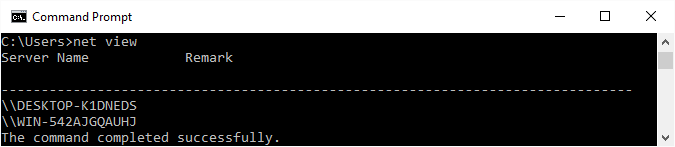 Command Prompt
C:\Users>net view
Server Name            Remark
-------------------------------------------------------------------------------
\\DESKTOP-K1DNEDS
\\WIN-542AJGQAUHJ
The command completed successfully.